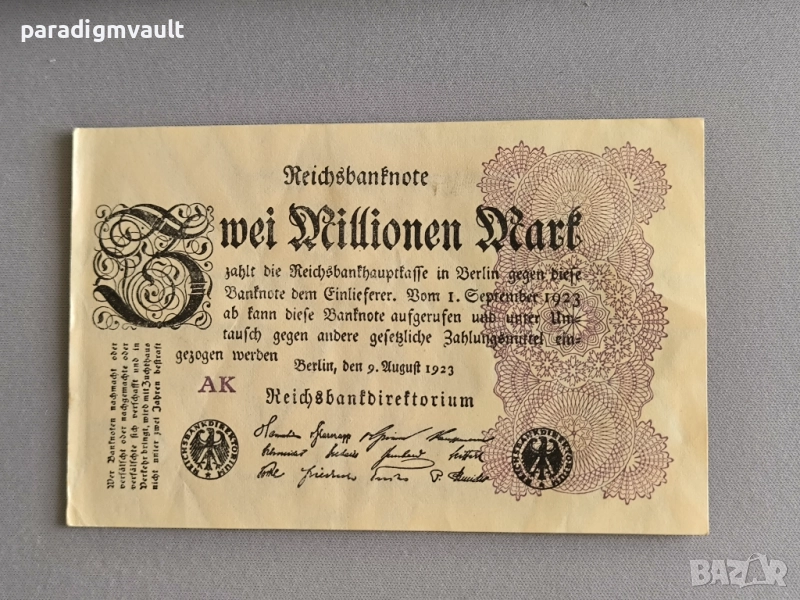 paradigmvault
Reichsbanknote
Zwei Millionen Mark
zahlt die Reichsbankhauptkasse in Berlin gegen diese
Banknote dem Einlieferer. Vom 1. September 1923
ab kann diese Banknote aufgerufen und unter Um-
tausch gegen andere gesetzliche Zahlungsmittel ein-
gezogen werden
Berlin, den 9. August 1923
AK
Reichsbankdirektorium
Wer Banknoten nachmacht oder
verfälscht oder nachgemachte oder
verfälschte sich verschafft und in
Verkehr bringt, wird mit Zuchthaus
nicht unter zwei Jahren bestraft
REICHSBANKDIREKTORIUM
REICHSBANKDIREKTORIUM
BAZAR